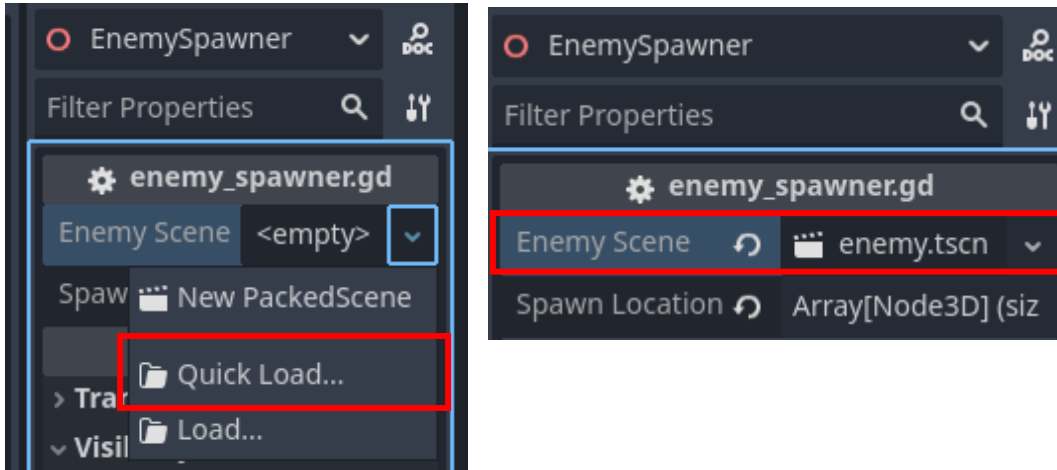 EnemySpawner
DOC
Filter Properties
enemy_spawner.gd
Enemy Scene <empty>
Spaw
New PackedScene
Quick Load...
Tra
Load...
Visil
EnemySpawner
DOC
Filter Properties
enemy_spawner.gd
Enemy Scene enemy.tscn
Spawn Location Array[Node3D] (siz